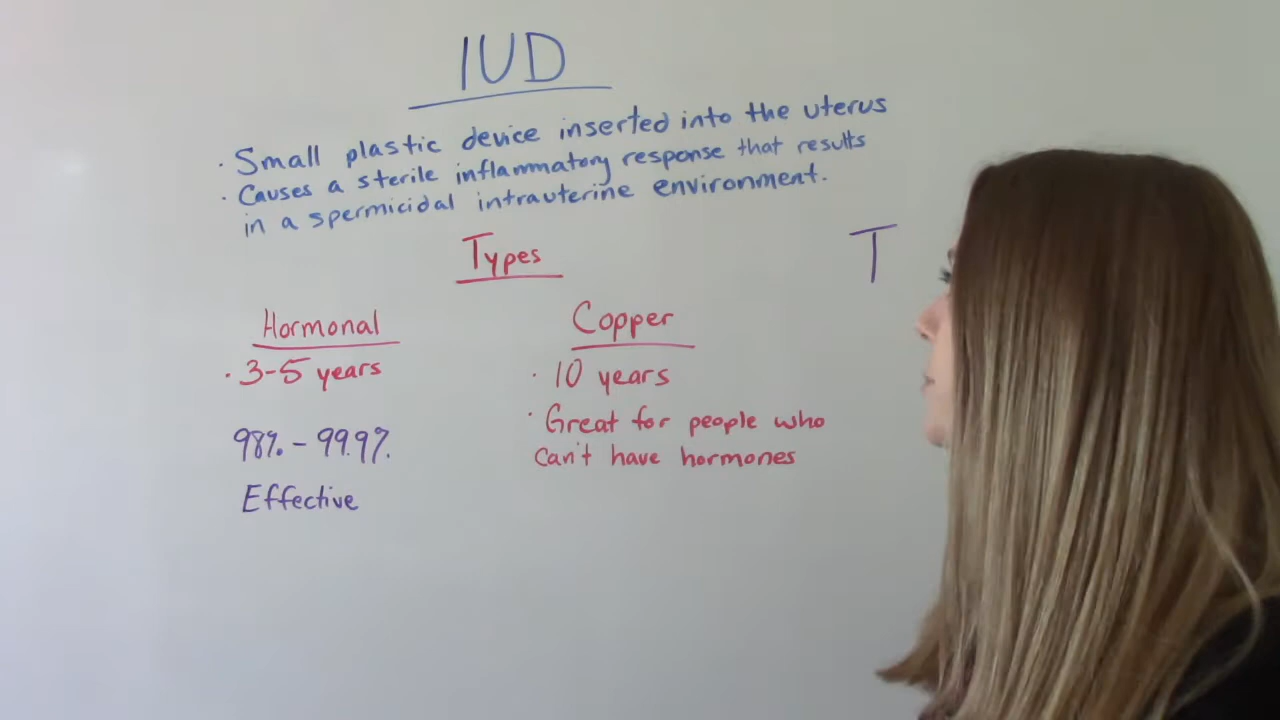 IUD
· Small plastic device inserted into the uterus
· Causes a sterile inflammatory response that results
in a spermicidal intrauterine environment.
Types
Hormonal
· 3-5 years
98% - 99.9%
Effective
Copper
· 10 years
· Great for people who
can't have hormones
T